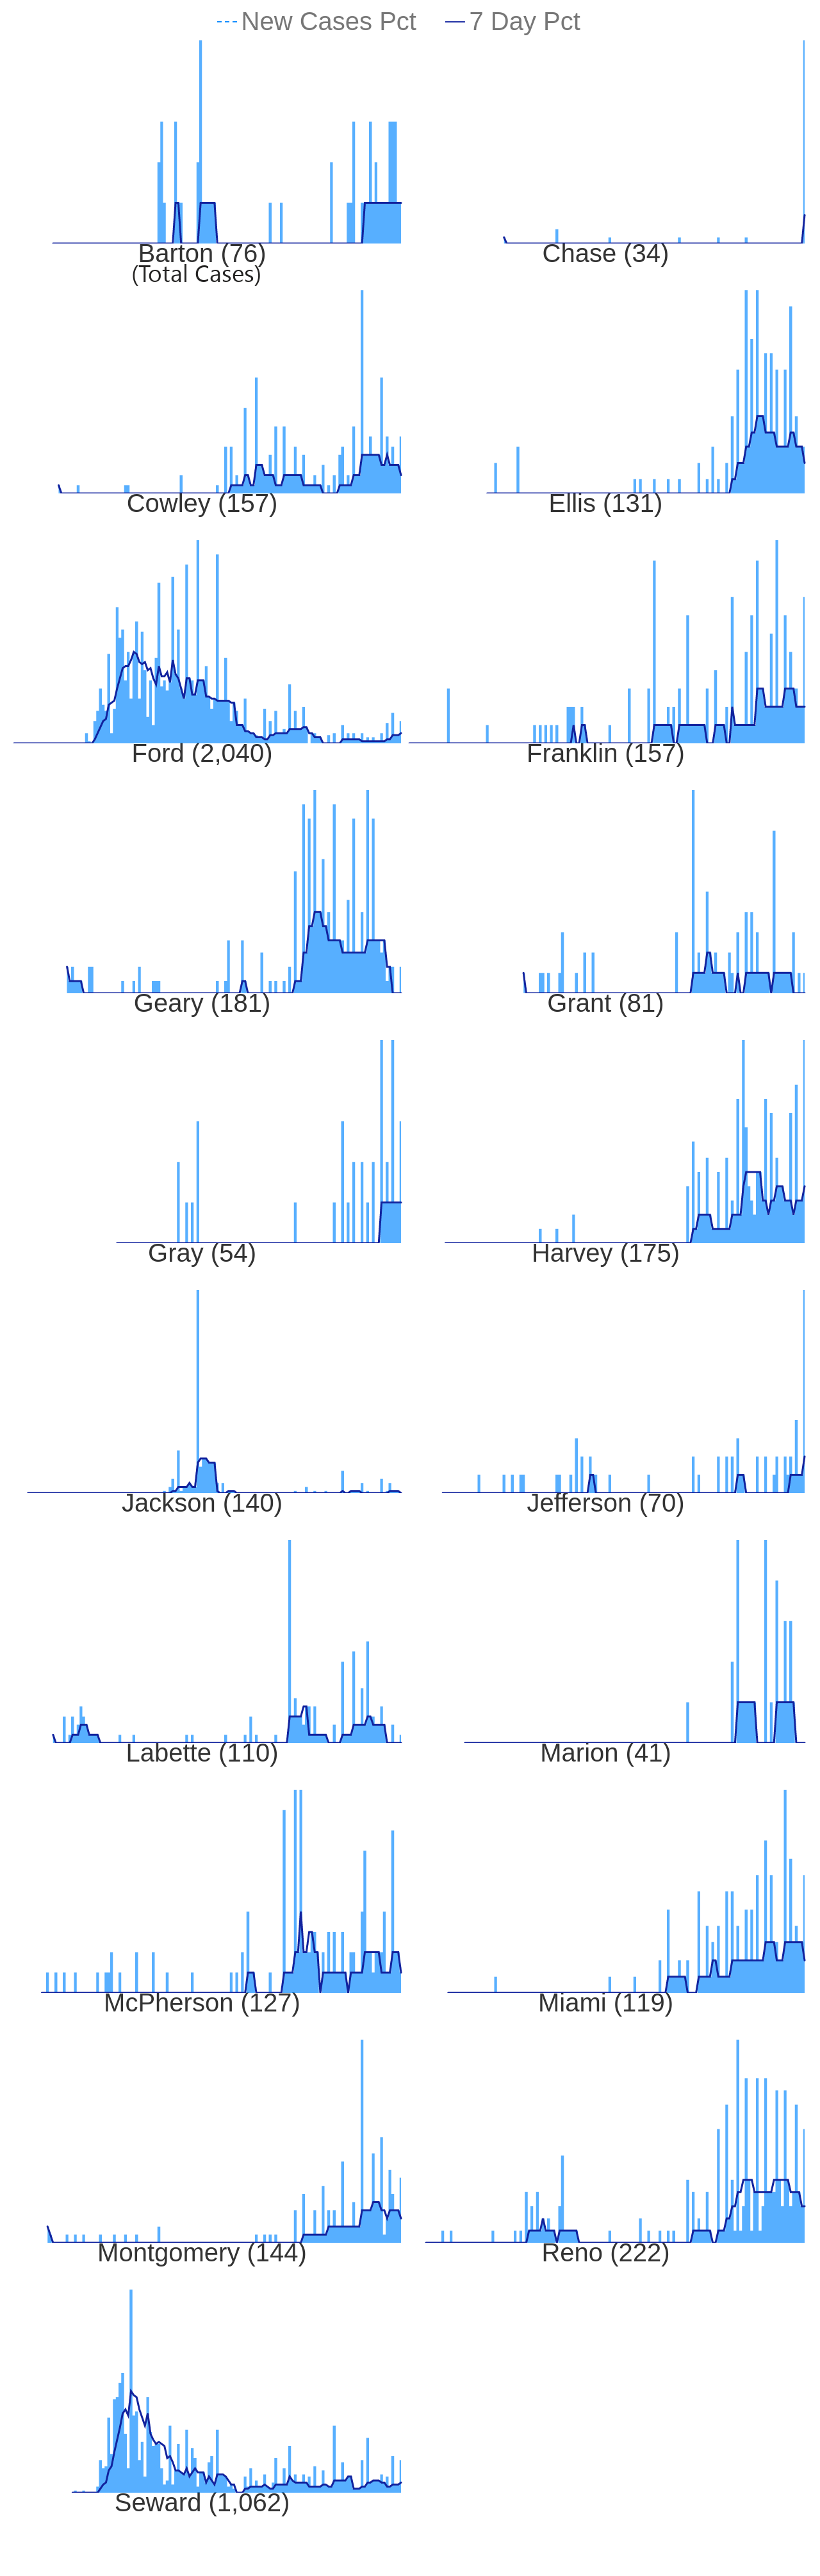 New Cases Pct 7 Day Pct
Barton (76) Chase (34)
(Total Cases)
Cowley (157) Ellis (131)
Ford (2,040) Franklin (157)
Geary (181) Grant (81)
Gray (54) Harvey (175)
Jackson (140) Jefferson (70)
Labette (110) Marion (41)
McPherson (127) Miami (119)
Montgomery (144) Reno (222)
Seward (1,062)